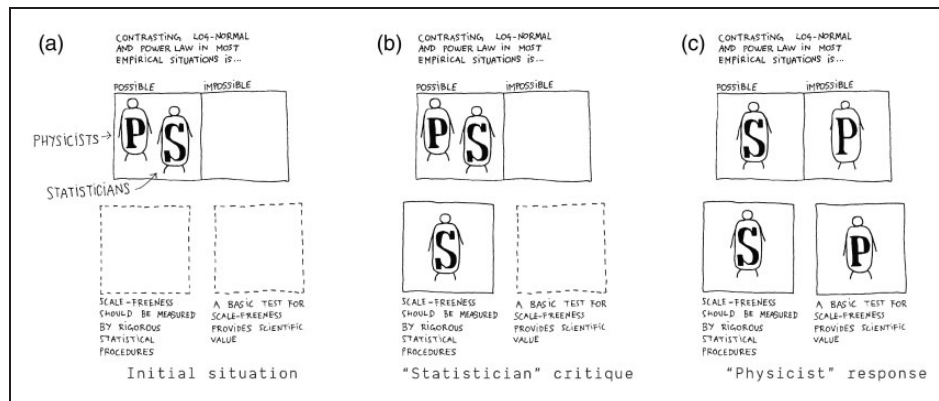 (a)
CONTRASTING LOG-NORMAL
AND POWER LAW IN MOST
EMPIRICAL SITUATIONS IS...
POSSIBLE
IMPOSSIBLE
P
S
PHYSICISTS
STATISTICIANS
SCALE-FREENESS
SHOULD BE MEASURED
BY RIGOROUS
STATISTICAL
PROCEDURES
A BASIC TEST FOR
SCALE-FREENESS
PROVIDES SCIENTIFIC
VALUE
Initial situation
(b)
CONTRASTING LOG-NORMAL
AND POWER LAW IN MOST
EMPIRICAL SITUATIONS IS...
POSSIBLE
IMPOSSIBLE
P
S
S
SCALE-FREENESS
SHOULD BE MEASURED
BY RIGOROUS
STATISTICAL
PROCEDURES
A BASIC TEST FOR
SCALE-FREENESS
PROVIDES SCIENTIFIC
VALUE
"Statistician" critique
(c)
CONTRASTING LOG-NORMAL
AND POWER LAW IN MOST
EMPIRICAL SITUATIONS IS...
POSSIBLE
IMPOSSIBLE
S
P
S
P
SCALE-FREENESS
SHOULD BE MEASURED
BY RIGOROUS
STATISTICAL
PROCEDURES
A BASIC TEST FOR
SCALE-FREENESS
PROVIDES SCIENTIFIC
VALUE
"Physicist" response